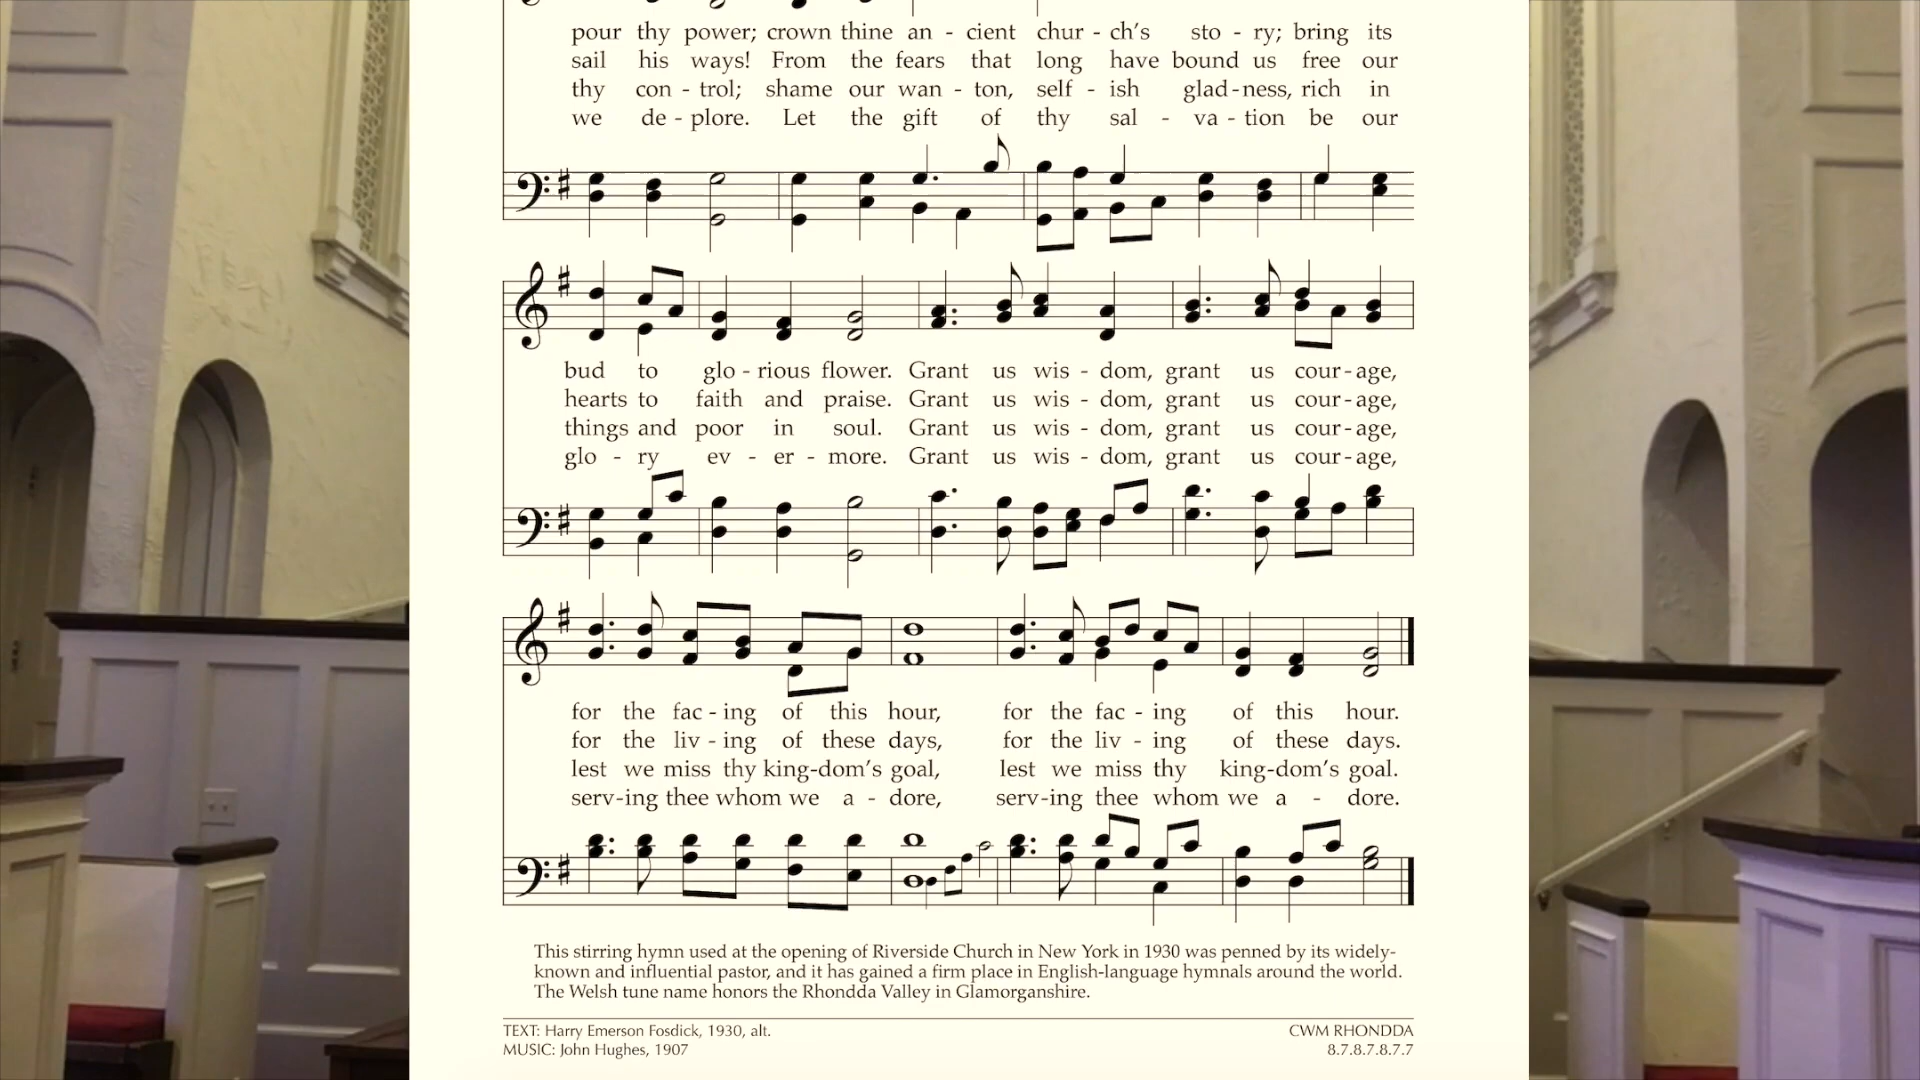 pour thy power; crown thine an - cient chur - ch's sto - ry; bring its
sail his ways! From the fears that long have bound us free our
thy con - trol; shame our wan - ton, self - ish glad - ness, rich in
we de - plore. Let the gift of thy sal - va - tion be our
bud to glo - rious flower. Grant us wis - dom, grant us cour - age,
hearts to faith and praise. Grant us wis - dom, grant us cour - age,
things and poor in soul. Grant us wis - dom, grant us cour - age,
glo - ry ev - er - more. Grant us wis - dom, grant us cour - age,
for the fac - ing of this hour, for the fac - ing of this hour.
for the liv - ing of these days, for the liv - ing of these days.
lest we miss thy king-dom's goal, lest we miss thy king-dom's goal.
serv-ing thee whom we a - dore, serv-ing thee whom we a - dore.
This stirring hymn used at the opening of Riverside Church in New York in 1930 was penned by its widely-
known and influential pastor, and it has gained a firm place in English-language hymnals around the world.
The Welsh tune name honors the Rhondda Valley in Glamorganshire.
TEXT: Harry Emerson Fosdick, 1930, alt. CWM RHONDDA
MUSIC: John Hughes, 1907 8.7.8.7.8.7.7